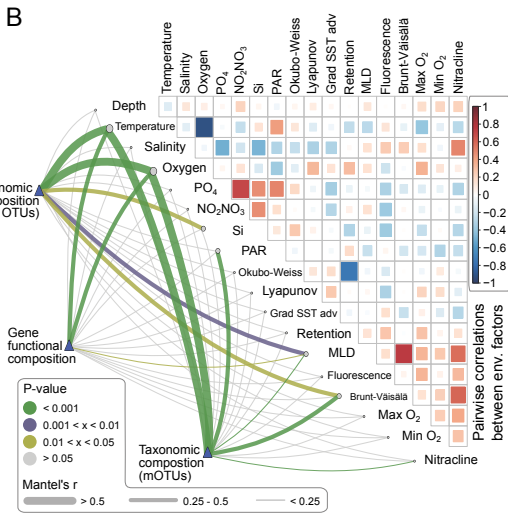 B
Temperature
Salinity
Oxygen
PO4
NO2NO3
Si
PAR
Okubo-Weiss
Lyapunov
Grad SST adv
Retention
MLD
Fluorescence
Brunt-Väisälä
Max O2
Min O2
Nitracline
Depth
Temperature
Salinity
Oxygen
PO4
NO2NO3
Si
PAR
Okubo-Weiss
Lyapunov
Grad SST adv
Retention
MLD
Fluorescence
Brunt-Väisälä
Max O2
Min O2
Nitracline
1
0.8
0.6
0.4
0.2
0
−0.2
−0.4
−0.6
−0.8
−1
Pairwise correlations
between env. factors
nomic
position
OTUs)
Gene
functional
composition
Taxonomic
compostion
(mOTUs)
P-value
< 0.001
0.001 < x < 0.01
0.01 < x < 0.05
> 0.05
Mantel's r
> 0.5
0.25 - 0.5
< 0.25